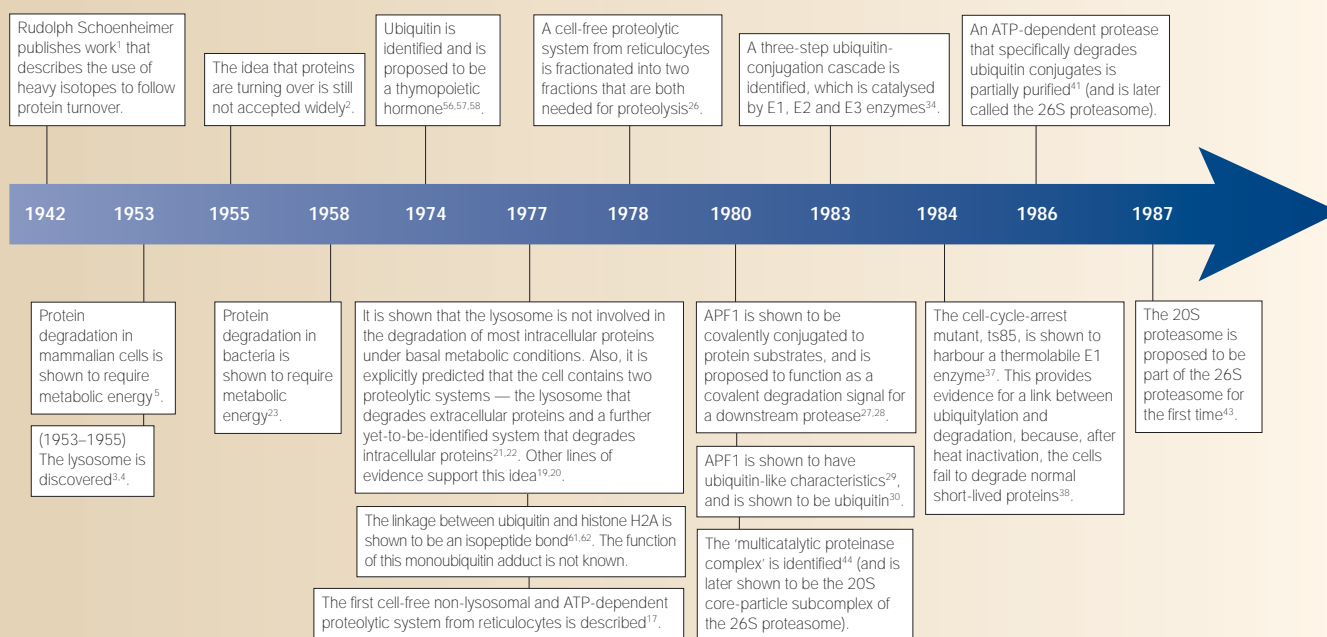 Rudolph Schoenheimer
publishes work1 that
describes the use of
heavy isotopes to follow
protein turnover.
The idea that proteins
are turning over is still
not accepted widely2.
Ubiquitin is
identified and is
proposed to be
a thymopoietic
hormone56,57,58.
A cell-free proteolytic
system from reticulocytes
is fractionated into two
fractions that are both
needed for proteolysis26.
A three-step ubiquitin-
conjugation cascade is
identified, which is catalysed
by E1, E2 and E3 enzymes34.
An ATP-dependent protease
that specifically degrades
ubiquitin conjugates is
partially purified41 (and is later
called the 26S proteasome).
1942 1953 1955 1958 1974 1977 1978 1980 1983 1984 1986 1987
Protein
degradation in
mammalian cells is
shown to require
metabolic energy5.
(1953–1955)
The lysosome is
discovered3,4.
Protein
degradation in
bacteria is
shown to require
metabolic
energy23.
It is shown that the lysosome is not involved in
the degradation of most intracellular proteins
under basal metabolic conditions. Also, it is
explicitly predicted that the cell contains two
proteolytic systems — the lysosome that
degrades extracellular proteins and a further
yet-to-be-identified system that degrades
intracellular proteins21,22. Other lines of
evidence support this idea19,20.
The linkage between ubiquitin and histone H2A is
shown to be an isopeptide bond61,62. The function
of this monoubiquitin adduct is not known.
The first cell-free non-lysosomal and ATP-dependent
proteolytic system from reticulocytes is described17.
APF1 is shown to be
covalently conjugated to
protein substrates, and is
proposed to function as a
covalent degradation signal for
a downstream protease27,28.
APF1 is shown to have
ubiquitin-like characteristics29,
and is shown to be ubiquitin30.
The ‘multicatalytic proteinase
complex’ is identified44 (and is
later shown to be the 20S
core-particle subcomplex of
the 26S proteasome).
The cell-cycle-arrest
mutant, ts85, is shown to
harbour a thermolabile E1
enzyme37. This provides
evidence for a link between
ubiquitylation and
degradation, because, after
heat inactivation, the cells
fail to degrade normal
short-lived proteins38.
The 20S
proteasome is
proposed to be
part of the 26S
proteasome for
the first time43.